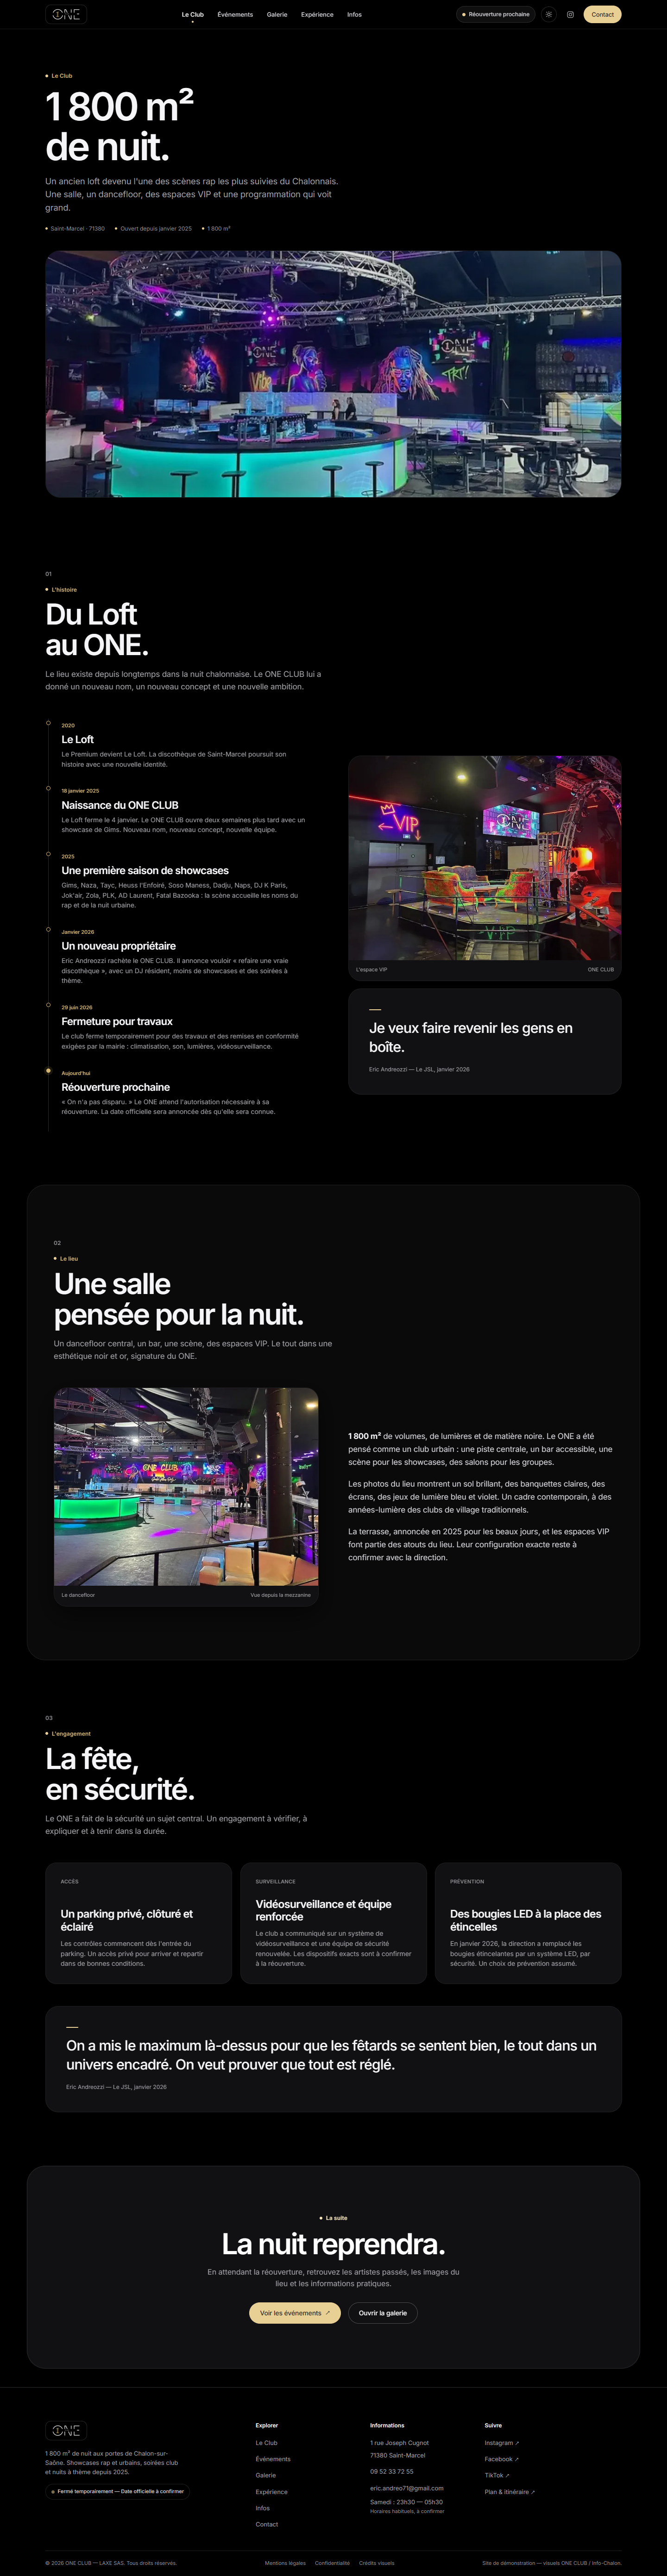 ONE
Le Club
Événements
Galerie
Expérience
Infos
Réouverture prochaine
Contact
Le Club
1 800 m²
de nuit.
Un ancien loft devenu l'une des scènes rap les plus suivies du Chalonnais.
Une salle, un dancefloor, des espaces VIP et une programmation qui voit
grand.
Saint-Marcel · 71380
Ouvert depuis janvier 2025
1 800 m²
ONE
Vibe
ONE
TRT!
01
L'histoire
Du Loft
au ONE.
Le lieu existe depuis longtemps dans la nuit chalonnaise. Le ONE CLUB lui a
donné un nouveau nom, un nouveau concept et une nouvelle ambition.
2020
Le Loft
Le Premium devient Le Loft. La discothèque de Saint-Marcel poursuit son
histoire avec une nouvelle identité.
18 janvier 2025
Naissance du ONE CLUB
Le Loft ferme le 4 janvier. Le ONE CLUB ouvre deux semaines plus tard avec un
showcase de Gims. Nouveau nom, nouveau concept, nouvelle équipe.
2025
Une première saison de showcases
Gims, Naza, Tayc, Heuss l'Enfoiré, Soso Maness, Dadju, Naps, DJ K Paris,
Jok'air, Zola, PLK, AD Laurent, Fatal Bazooka : la scène accueille les noms du
rap et de la nuit urbaine.
Janvier 2026
Un nouveau propriétaire
Eric Andreozzi rachète le ONE CLUB. Il annonce vouloir « refaire une vraie
discothèque », avec un DJ résident, moins de showcases et des soirées à
thème.
29 juin 2026
Fermeture pour travaux
Le club ferme temporairement pour des travaux et des remises en conformité
exigées par la mairie : climatisation, son, lumières, vidéosurveillance.
Aujourd'hui
Réouverture prochaine
« On n'a pas disparu. » Le ONE attend l'autorisation nécessaire à sa
réouverture. La date officielle sera annoncée dès qu'elle sera connue.
VIP
ONE
VIP
L'espace VIP
ONE CLUB
Je veux faire revenir les gens en
boîte.
Eric Andreozzi — Le JSL, janvier 2026
02
Le lieu
Une salle
pensée pour la nuit.
Un dancefloor central, un bar, une scène, des espaces VIP. Le tout dans une
esthétique noir et or, signature du ONE.
ONE CLUB
Le dancefloor
Vue depuis la mezzanine
1 800 m² de volumes, de lumières et de matière noire. Le ONE a été
pensé comme un club urbain : une piste centrale, un bar accessible, une
scène pour les showcases, des salons pour les groupes.
Les photos du lieu montrent un sol brillant, des banquettes claires, des
écrans, des jeux de lumière bleu et violet. Un cadre contemporain, à des
années-lumière des clubs de village traditionnels.
La terrasse, annoncée en 2025 pour les beaux jours, et les espaces VIP
font partie des atouts du lieu. Leur configuration exacte reste à
confirmer avec la direction.
03
L'engagement
La fête,
en sécurité.
Le ONE a fait de la sécurité un sujet central. Un engagement à vérifier, à
expliquer et à tenir dans la durée.
ACCÈS
Un parking privé, clôturé et
éclairé
Les contrôles commencent dès l'entrée du
parking. Un accès privé pour arriver et repartir
dans de bonnes conditions.
SURVEILLANCE
Vidéosurveillance et équipe
renforcée
Le club a communiqué sur un système de
vidéosurveillance et une équipe de sécurité
renouvelée. Les dispositifs exacts sont à confirmer
à la réouverture.
PRÉVENTION
Des bougies LED à la place des
étincelles
En janvier 2026, la direction a remplacé les
bougies étincelantes par un système LED, par
sécurité. Un choix de prévention assumé.
On a mis le maximum là-dessus pour que les fêtards se sentent bien, le tout dans un
univers encadré. On veut prouver que tout est réglé.
Eric Andreozzi — Le JSL, janvier 2026
La suite
La nuit reprendra.
En attendant la réouverture, retrouvez les artistes passés, les images du
lieu et les informations pratiques.
Voir les événements ↗
Ouvrir la galerie
ONE
1 800 m² de nuit aux portes de Chalon-sur-
Saône. Showcases rap et urbains, soirées club
et nuits à thème depuis 2025.
Fermé temporairement — Date officielle à confirmer
Explorer
Le Club
Événements
Galerie
Expérience
Infos
Contact
Informations
1 rue Joseph Cugnot
71380 Saint-Marcel
09 52 33 72 55
eric.andreo71@gmail.com
Samedi : 23h30 — 05h30
Horaires habituels, à confirmer
Suivre
Instagram ↗
Facebook ↗
TikTok ↗
Plan & itinéraire ↗
© 2026 ONE CLUB — LAXE SAS. Tous droits réservés.
Mentions légales
Confidentialité
Crédits visuels
Site de démonstration — visuels ONE CLUB / Info-Chalon.